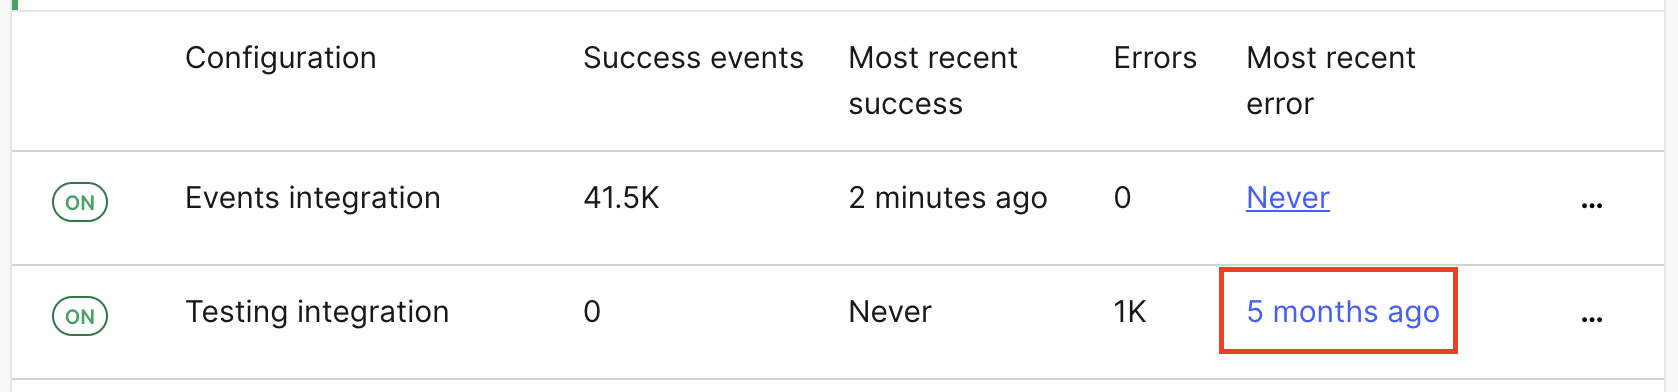 Configuration Success events Most recent success Errors Most recent error
ON Events integration 41.5K 2 minutes ago 0 Never ...
ON Testing integration 0 Never 1K 5 months ago ...